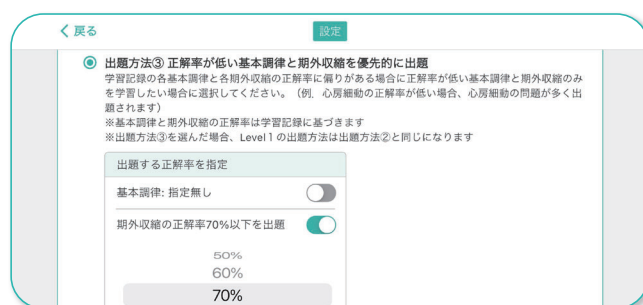 戻る
設定
出題方法③ 正解率が低い基本調律と期外収縮を優先的に出題
学習記録の各基本調律と各期外収縮の正解率に偏りがある場合に正解率が低い基本調律と期外収縮のみ
を学習したい場合に選択してください。（例．心房細動の正解率が低い場合、心房細動の問題が多く出
題されます）
※基本調律と期外収縮の正解率は学習記録に基づきます
※出題方法③を選んだ場合、Level１の出題方法は出題方法②と同じになります
出題する正解率を指定
基本調律: 指定無し
期外収縮の正解率70%以下を出題
50%
60%
70%